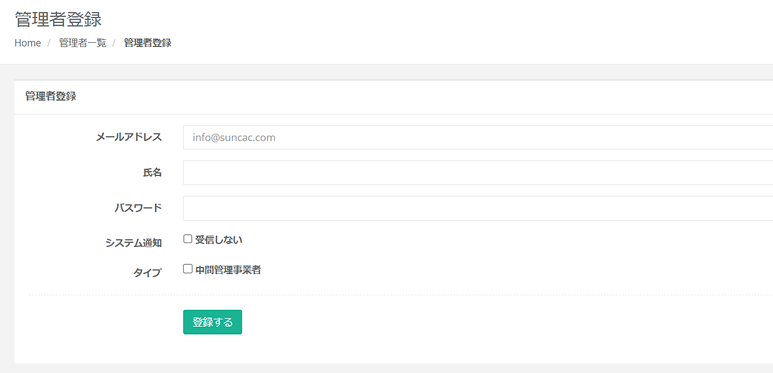 管理者登録
Home / 管理者一覧 / 管理者登録
管理者登録
メールアドレス info@suncac.com
氏名
パスワード
システム通知 受信しない
タイプ 中間管理事業者
登録する